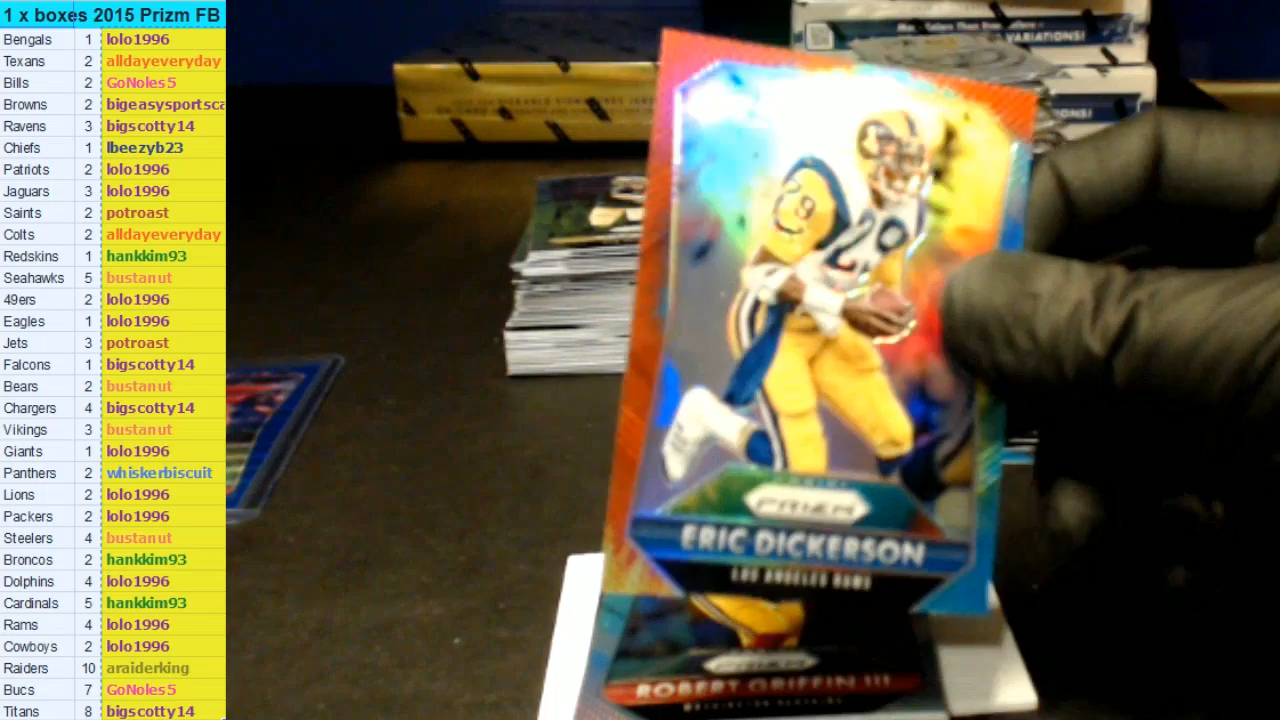 1 x boxes 2015 Prizm FB
Bengals 1 lolo1996
Texans 2 alldayeveryday
Bills 2 GoNoles5
Browns 2 bigeasysportsca
Ravens 3 bigscotty14
Chiefs 1 lbeezyb23
Patriots 2 lolo1996
Jaguars 3 lolo1996
Saints 2 potroast
Colts 2 alldayeveryday
Redskins 1 hankkim93
Seahawks 5 bustanut
49ers 2 lolo1996
Eagles 1 lolo1996
Jets 3 potroast
Falcons 1 bigscotty14
Bears 2 bustanut
Chargers 4 bigscotty14
Vikings 3 bustanut
Giants 1 lolo1996
Panthers 2 whiskerbiscuit
Lions 2 lolo1996
Packers 2 lolo1996
Steelers 4 bustanut
Broncos 2 hankkim93
Dolphins 4 lolo1996
Cardinals 5 hankkim93
Rams 4 lolo1996
Cowboys 2 lolo1996
Raiders 10 araiderking
Bucs 7 GoNoles5
Titans 8 bigscotty14
VARIATIONS!
29
29
PRIZM
ERIC DICKERSON
LOS ANGELES RAMS
PRIZM
ROBERT GRIFFIN III